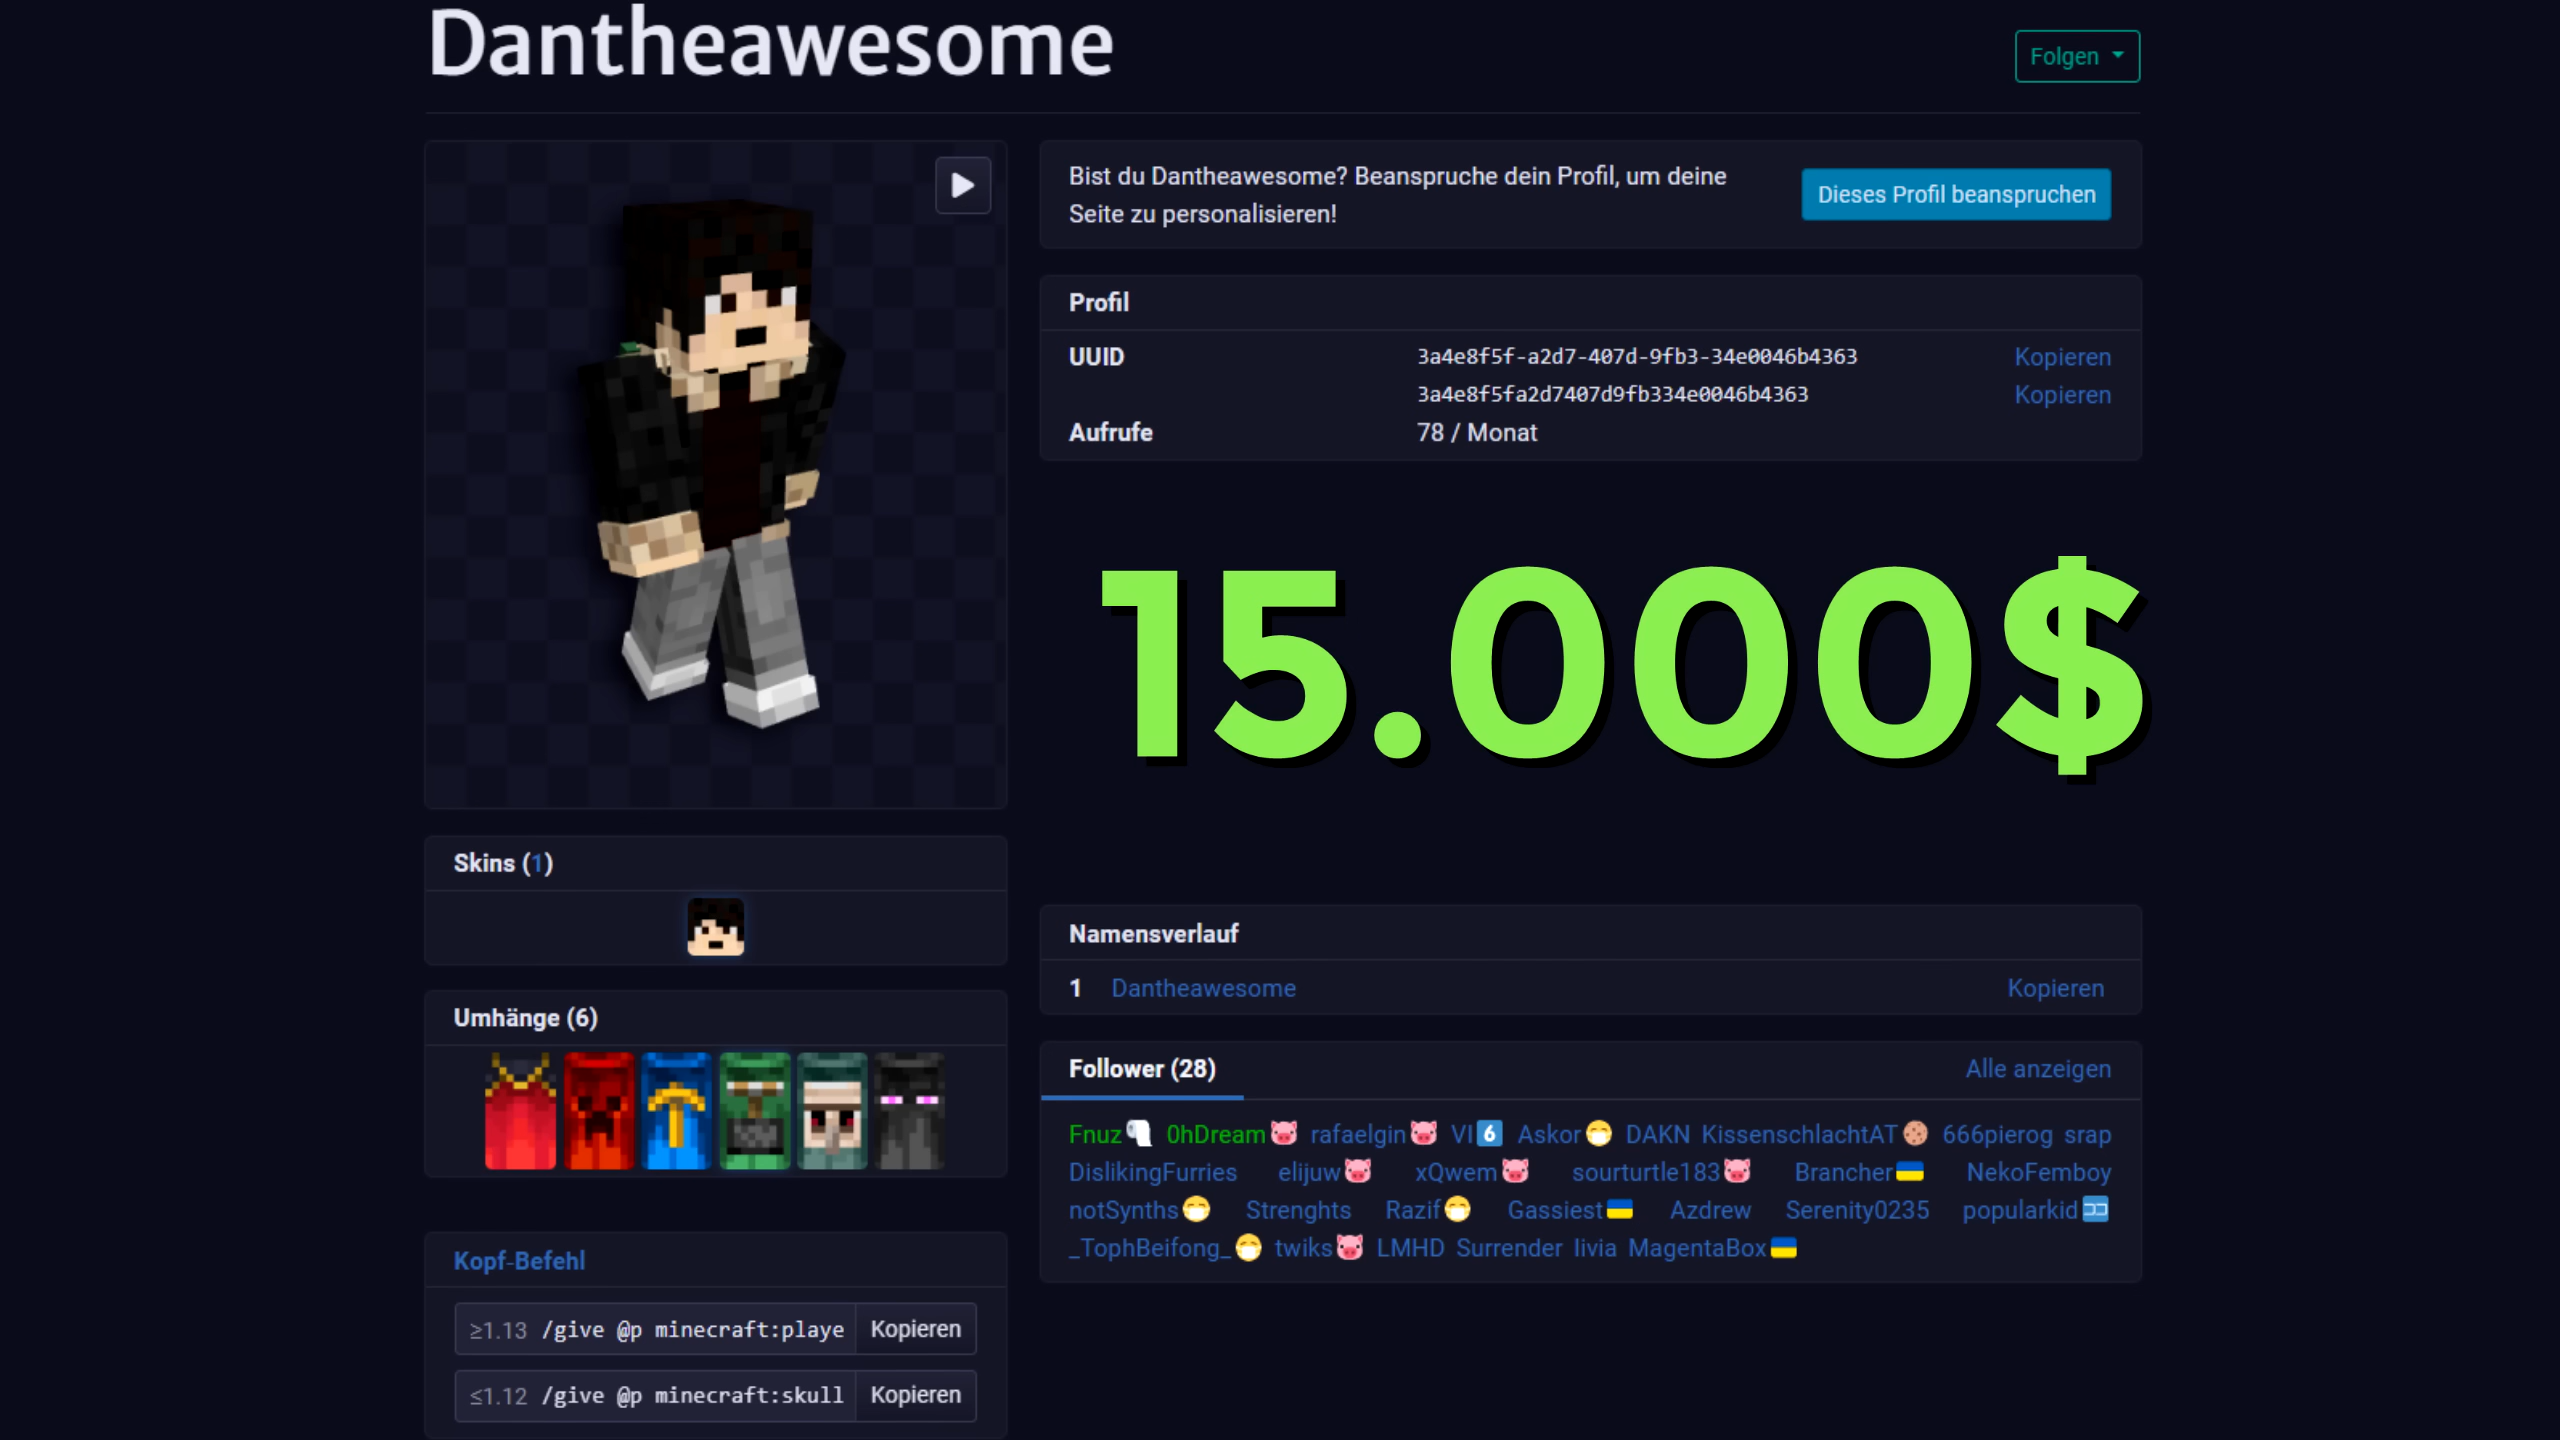 Dantheawesome
Folgen
Bist du Dantheawesome? Beanspruche dein Profil, um deine
Seite zu personalisieren!
Dieses Profil beanspruchen
Profil
UUID
3a4e8f5f-a2d7-407d-9fb3-34e0046b4363
Kopieren
3a4e8f5fa2d7407d9fb334e0046b4363
Kopieren
Aufrufe
78 / Monat
15.000$
Skins (1)
Umhänge (6)
Kopf-Befehl
≥1.13 /give @p minecraft:playe
Kopieren
≤1.12 /give @p minecraft:skull
Kopieren
Namensverlauf
1 Dantheawesome
Kopieren
Follower (28)
Alle anzeigen
Fnuz 0hDream rafaelgin VI 6 Askor DAKN KissenschlachtAT 666pierog srap
DislikingFurries elijuw xQwem sourturtle183 Brancher NekoFemboy
notSynths Strenghts Razif Gassiest Azdrew Serenity0235 popularkid
_TophBeifong_ twiks LMHD Surrender Iivia MagentaBox